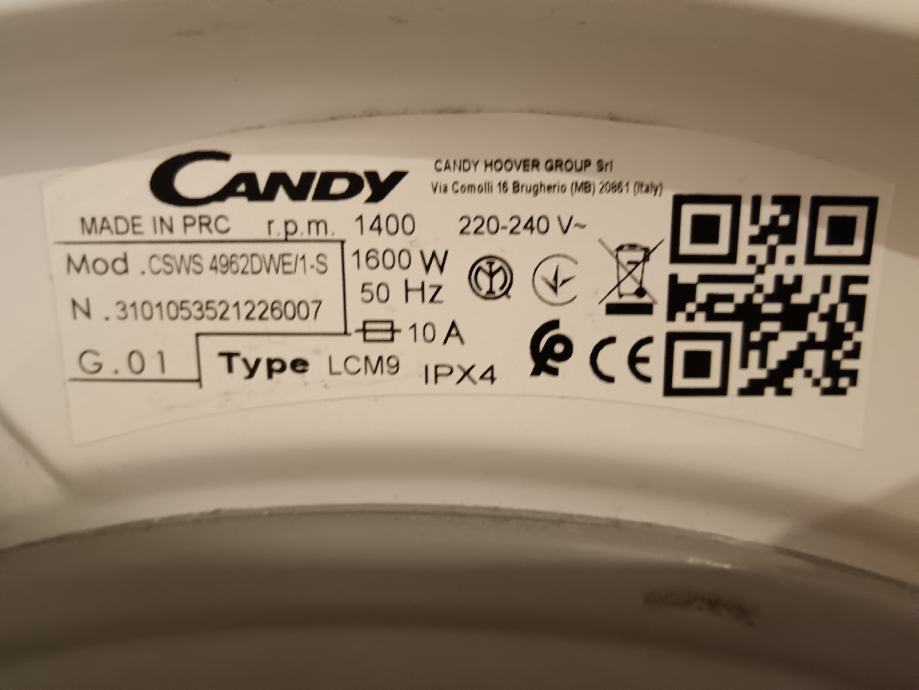 CANDY
CANDY HOOVER GROUP Srl
Via Comolli 16 Brugherio (MB) 20861 (Italy)
MADE IN PRC r.p.m. 1400 220-240 V~
Mod .CSWS 4962DWE/1-S 1600 W
50 Hz
N .3101053521226007
10 A
G.01 Type LCM9 IPX4
CE